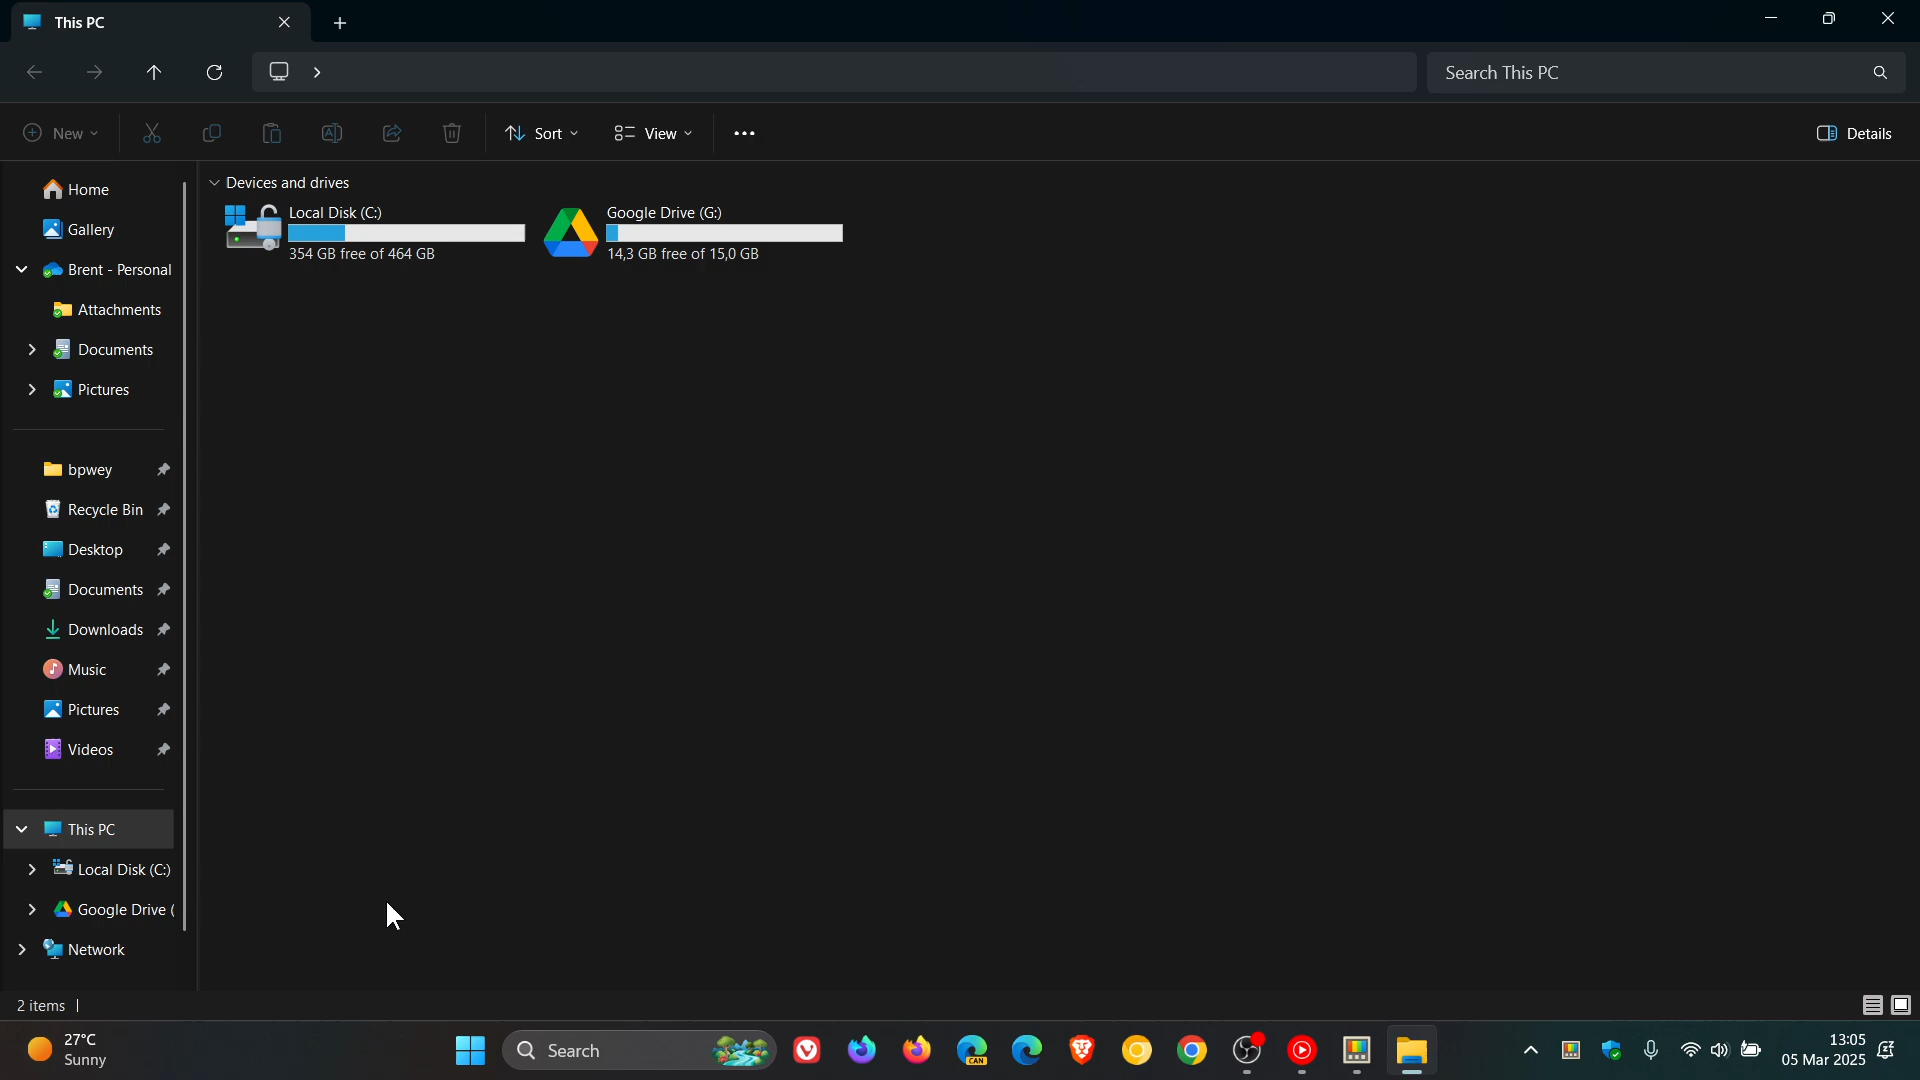 This PC
Search This PC
New
Sort
View
Details
Home
Gallery
Brent - Personal
Attachments
Documents
Pictures
bpwey
Recycle Bin
Desktop
Documents
Downloads
Music
Pictures
Videos
This PC
Local Disk (C:)
Google Drive (
Network
Devices and drives
Local Disk (C:)
354 GB free of 464 GB
Google Drive (G:)
14,3 GB free of 15,0 GB
2 items
27°C
Sunny
Search
CAN
13:05
05 Mar 2025